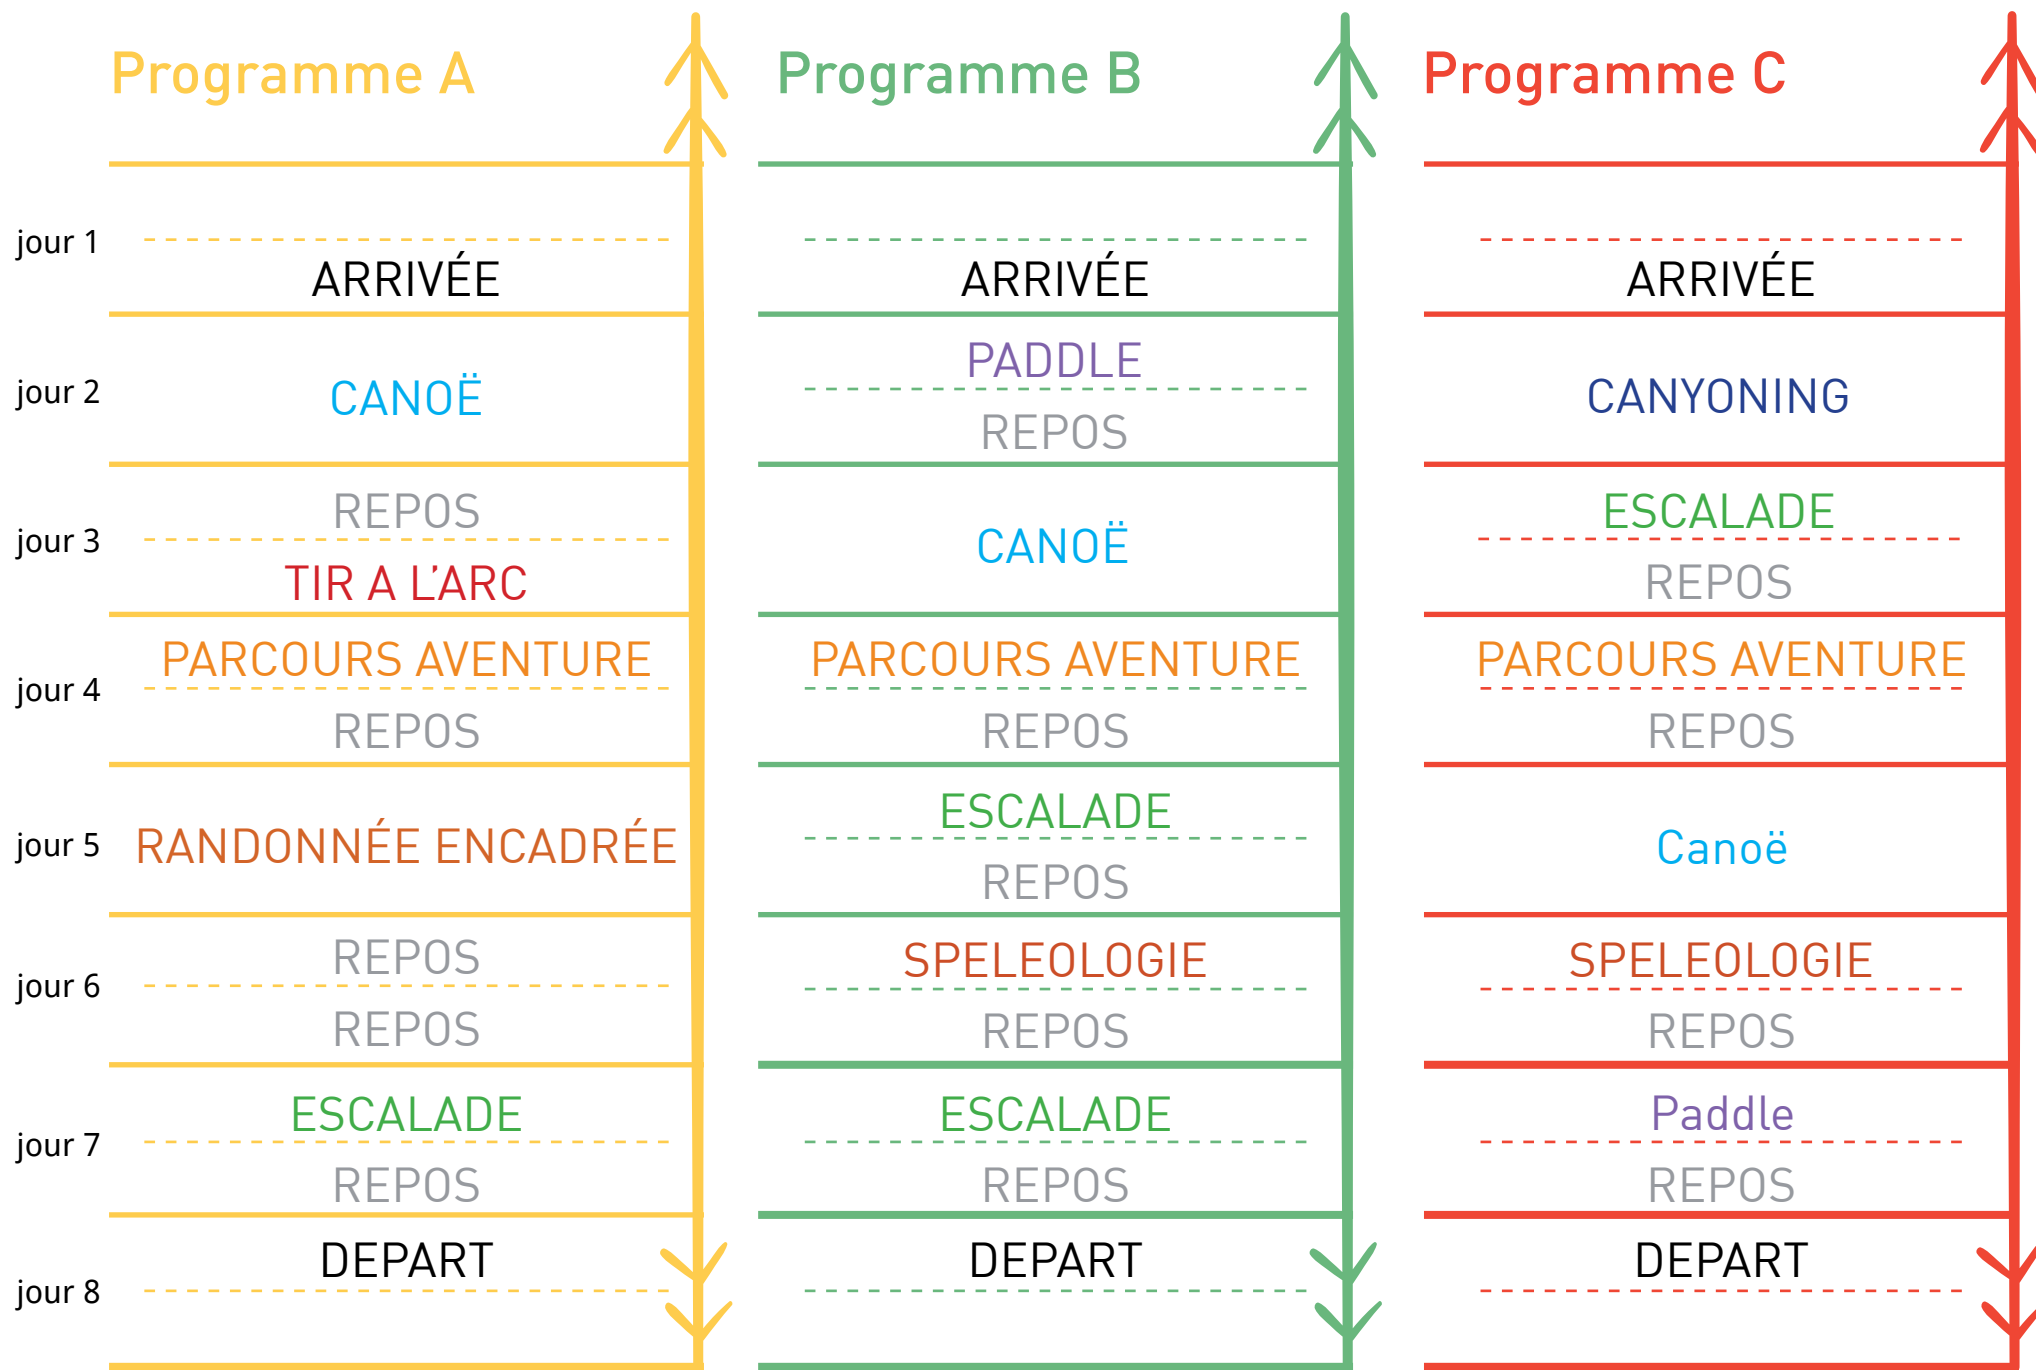 Programme A Programme B Programme C
jour 1
ARRIVÉE ARRIVÉE ARRIVÉE
PADDLE
jour 2 CANOË CANYONING
REPOS
REPOS ESCALADE
jour 3 CANOË
TIR A L'ARC REPOS
PARCOURS AVENTURE PARCOURS AVENTURE PARCOURS AVENTURE
jour 4
REPOS REPOS REPOS
ESCALADE
jour 5 RANDONNÉE ENCADRÉE Canoë
REPOS
REPOS SPELEOLOGIE SPELEOLOGIE
jour 6
REPOS REPOS REPOS
ESCALADE ESCALADE Paddle
jour 7
REPOS REPOS REPOS
DEPART DEPART DEPART
jour 8